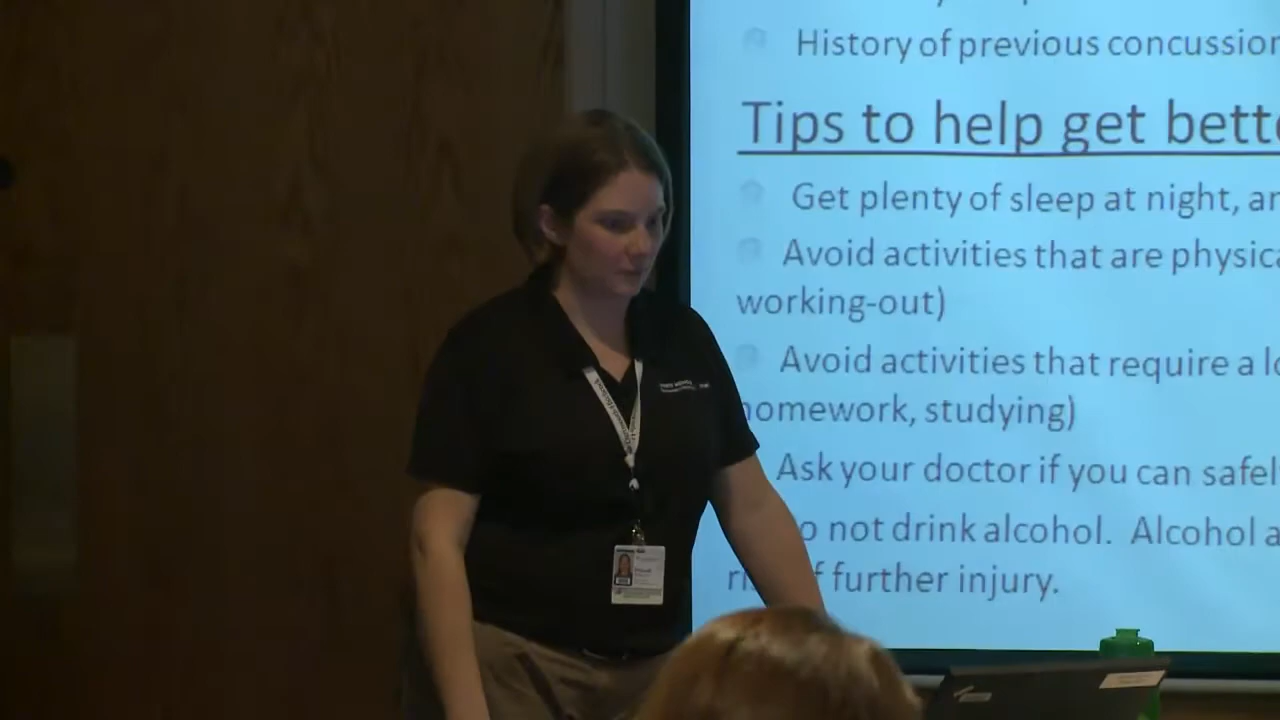 History of previous concussion
Tips to help get bette
Get plenty of sleep at night, an
Avoid activities that are physica
working-out)
Avoid activities that require a lo
homework, studying)
Ask your doctor if you can safel
o not drink alcohol. Alcohol a
of further injury.